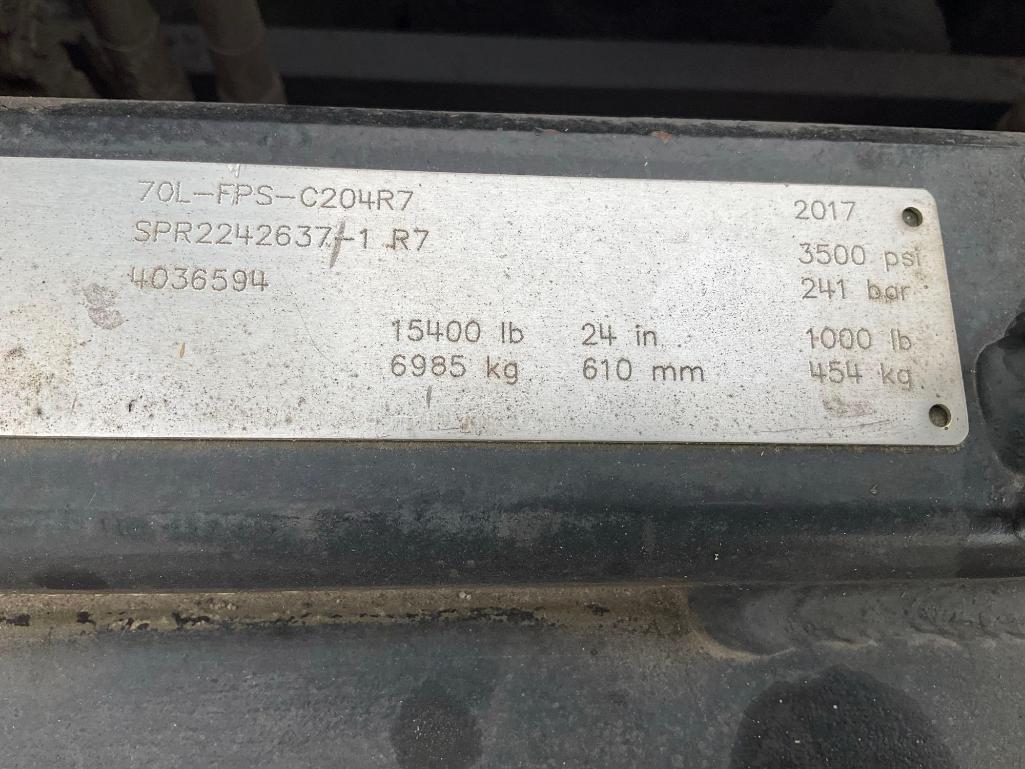 70L-FPS-C204R7
2017
SPR2242637-1 R7
3500 psi
241 bar
4036594
15400 lb 24 in 1000 lb
6985 kg 610 mm 454 kg